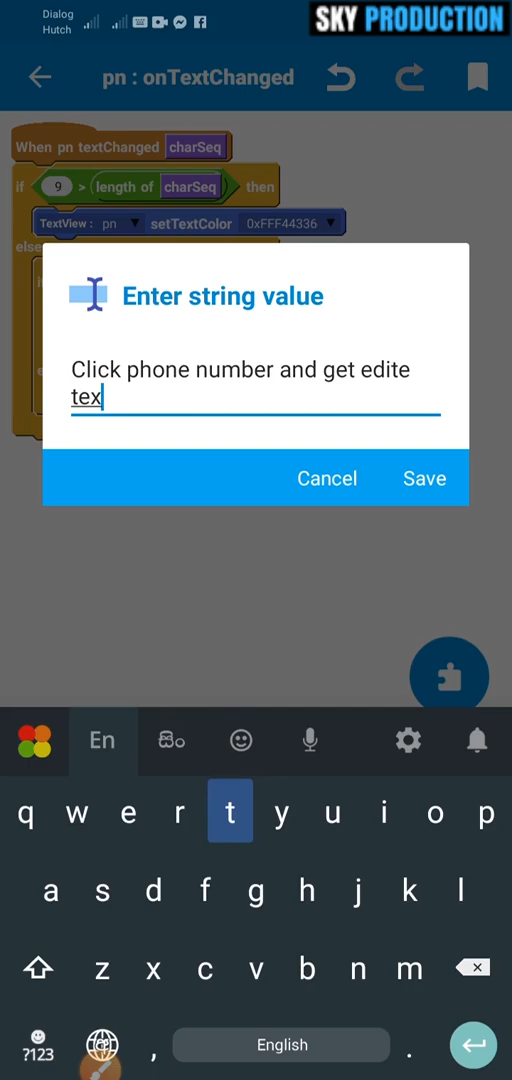 Dialog
Hutch
SKY PRODUCTION
pn : onTextChanged
When pn textChanged charSeq
if 9 > length of charSeq then
TextView : pn setTextColor 0xFFF44336
else
Enter string value
Click phone number and get edite
tex
Cancel Save
En සිං
q w e r t y u i o p
a s d f g h j k l
z x c v b n m
?123 , English .